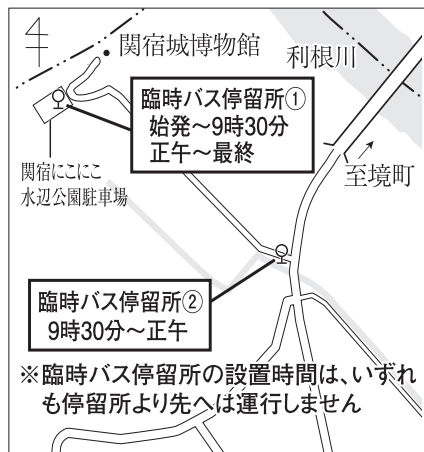 関宿城博物館
利根川
臨時バス停留所①
始発～9時30分
正午～最終
関宿にこにこ
水辺公園駐車場
至境町
臨時バス停留所②
9時30分～正午
※臨時バス停留所の設置時間は、いずれ
も停留所より先へは運行しません